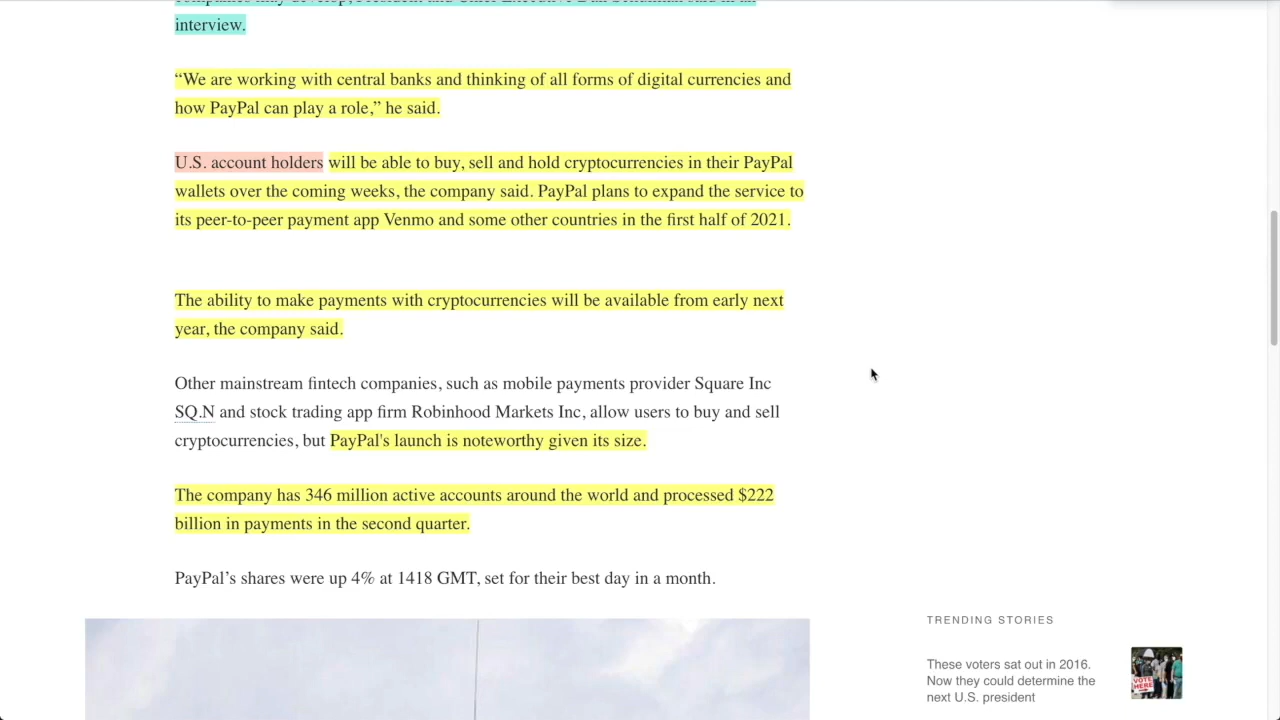 interview.
“We are working with central banks and thinking of all forms of digital currencies and
how PayPal can play a role,” he said.
U.S. account holders will be able to buy, sell and hold cryptocurrencies in their PayPal
wallets over the coming weeks, the company said. PayPal plans to expand the service to
its peer-to-peer payment app Venmo and some other countries in the first half of 2021.
The ability to make payments with cryptocurrencies will be available from early next
year, the company said.
Other mainstream fintech companies, such as mobile payments provider Square Inc
SQ.N and stock trading app firm Robinhood Markets Inc, allow users to buy and sell
cryptocurrencies, but PayPal's launch is noteworthy given its size.
The company has 346 million active accounts around the world and processed $222
billion in payments in the second quarter.
PayPal’s shares were up 4% at 1418 GMT, set for their best day in a month.
TRENDING STORIES
These voters sat out in 2016.
Now they could determine the
next U.S. president
VOTE
HERE